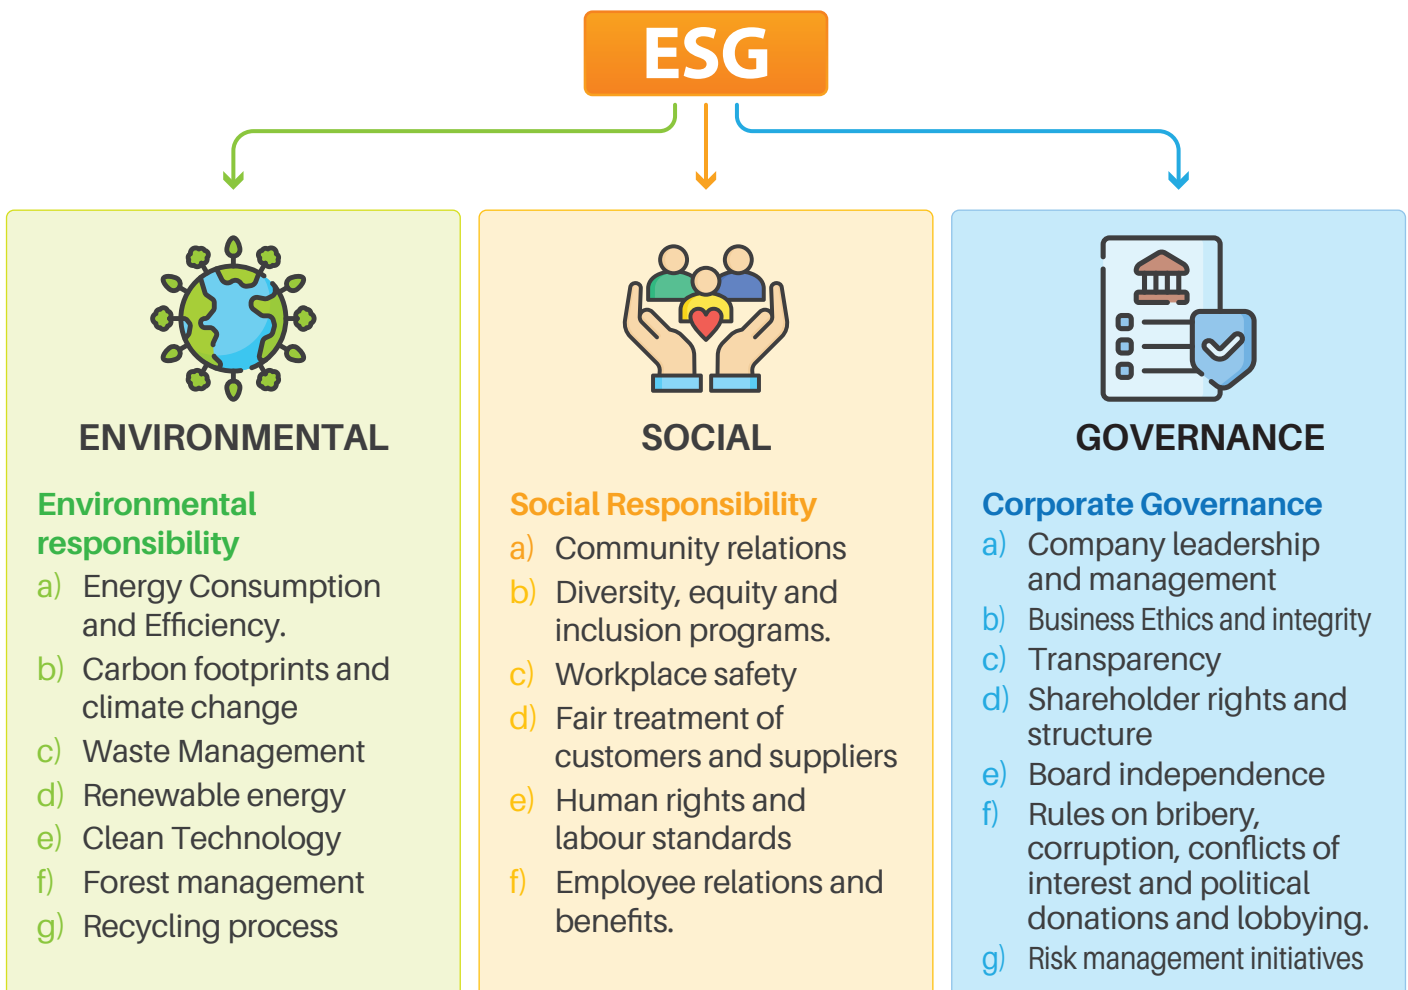 ESG
ENVIRONMENTAL
Environmental
responsibility
a) Energy Consumption
and Efficiency.
b) Carbon footprints and
climate change
c) Waste Management
d) Renewable energy
e) Clean Technology
f) Forest management
g) Recycling process
SOCIAL
Social Responsibility
a) Community relations
b) Diversity, equity and
inclusion programs.
c) Workplace safety
d) Fair treatment of
customers and suppliers
e) Human rights and
labour standards
f) Employee relations and
benefits.
GOVERNANCE
Corporate Governance
a) Company leadership
and management
b) Business Ethics and integrity
c) Transparency
d) Shareholder rights and
structure
e) Board independence
f) Rules on bribery,
corruption, conflicts of
interest and political
donations and lobbying.
g) Risk management initiatives